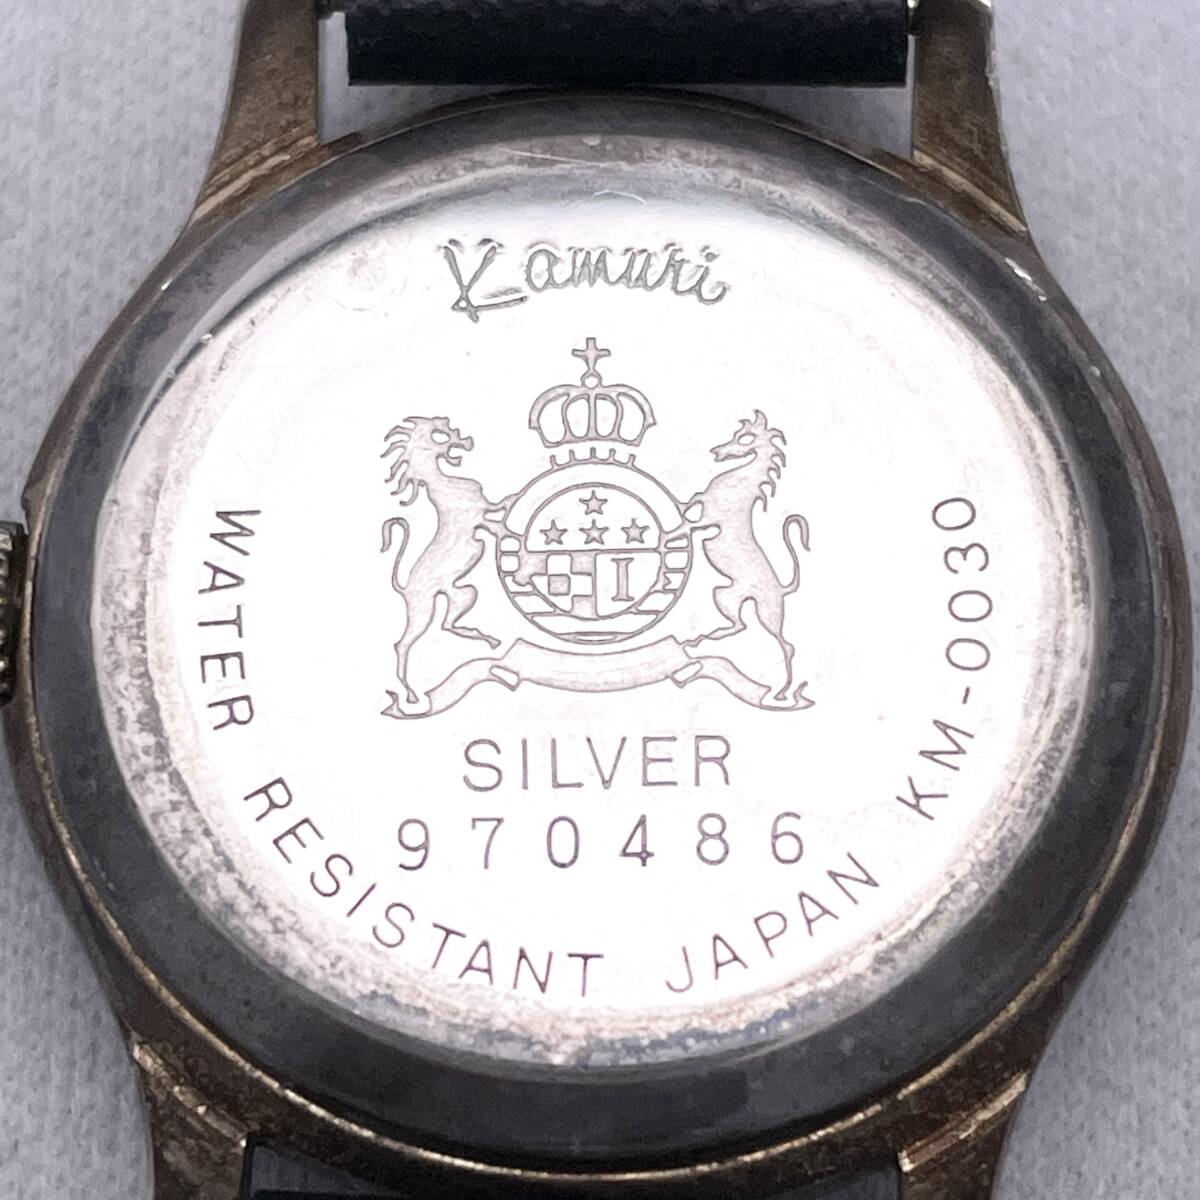 Kamuri
I
SILVER
970486
WATER RESISTANT JAPAN KM-0030